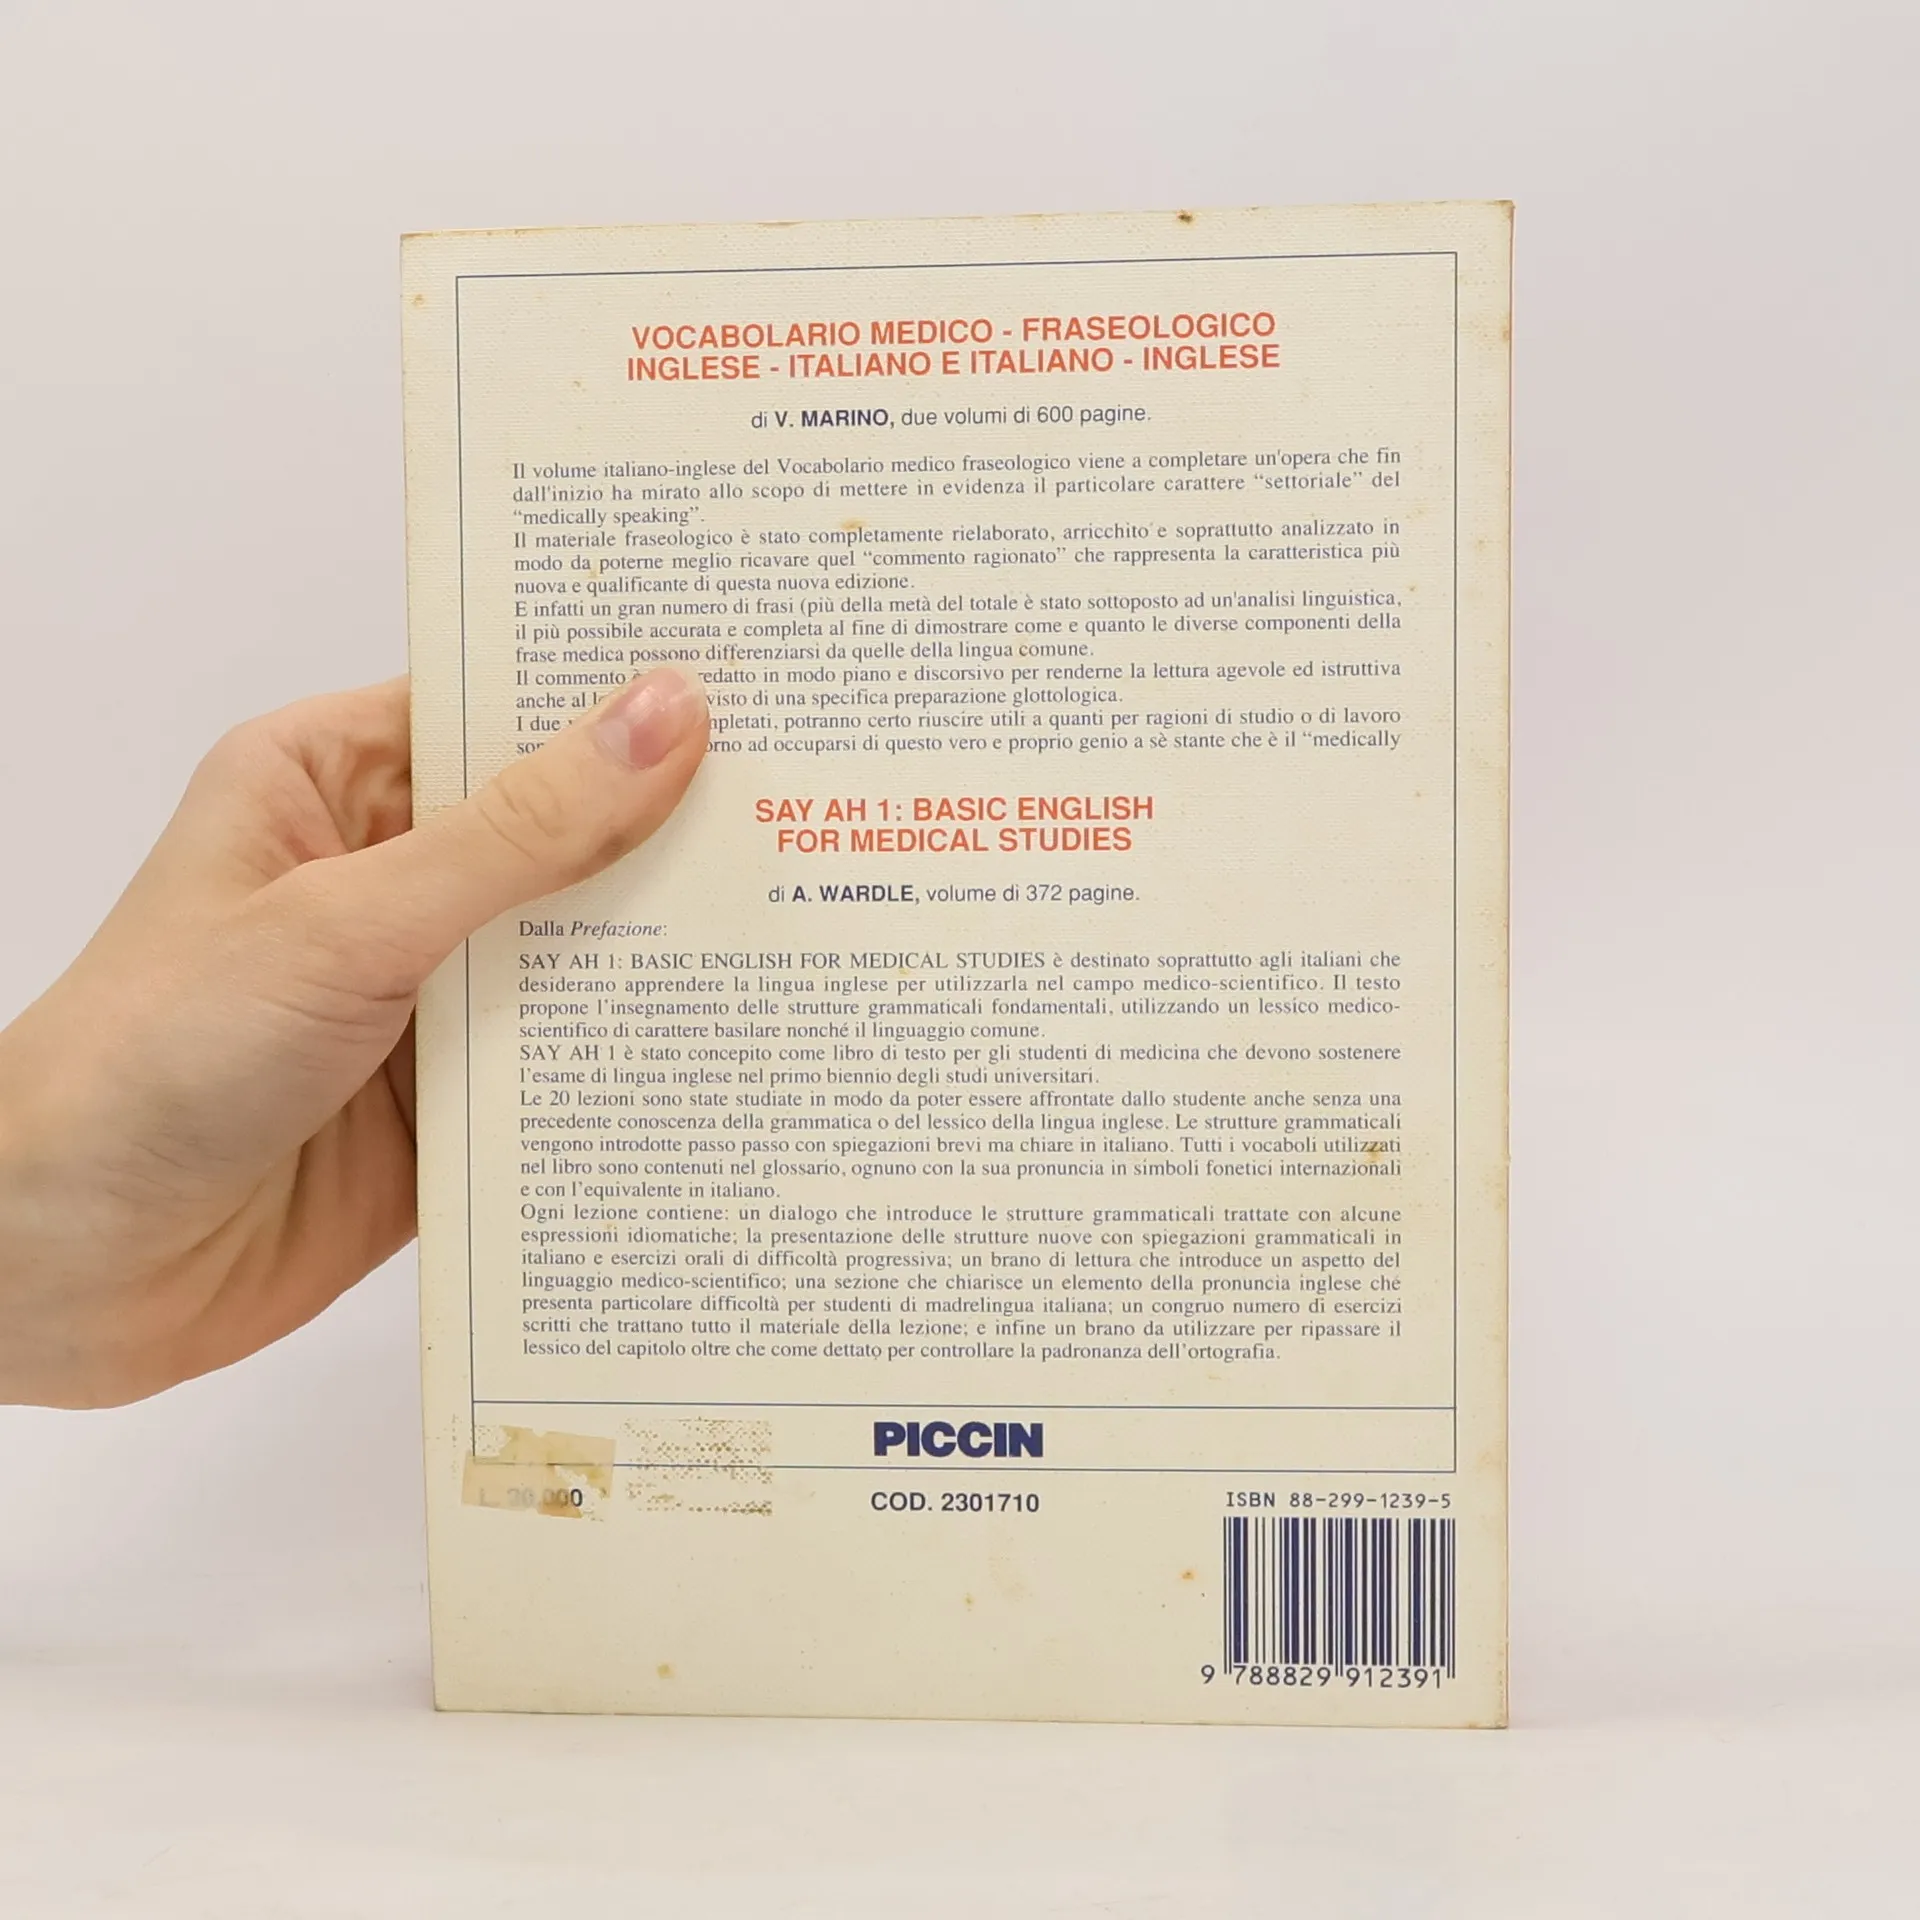 VOCABOLARIO MEDICO - FRASEOLOGICO
INGLESE - ITALIANO E ITALIANO - INGLESE
di V. MARINO, due volumi di 600 pagine.
Il volume italiano-inglese del Vocabolario medico fraseologico viene a completare un'opera che fin
dall'inizio ha mirato allo scopo di mettere in evidenza il particolare carattere “settoriale” del
“medically speaking”.
Il materiale fraseologico è stato completamente rielaborato, arricchito e soprattutto analizzato in
modo da poterne meglio ricavare quel “commento ragionato” che rappresenta la caratteristica più
nuova e qualificante di questa nuova edizione.
E infatti un gran numero di frasi (più della metà del totale è stato sottoposto ad un'analisi linguistica,
il più possibile accurata e completa al fine di dimostrare come e quanto le diverse componenti della
frase medica possono differenziarsi da quelle della lingua comune.
Il commento redatto in modo piano e discorsivo per renderne la lettura agevole ed istruttiva
anche al di una specifica preparazione glottologica.
I due potranno certo riuscire utili a quanti per ragioni di studio o di lavoro
ad occuparsi di questo vero e proprio genio a sè stante che è il “medically
SAY AH 1: BASIC ENGLISH
FOR MEDICAL STUDIES
di A. WARDLE, volume di 372 pagine.
Dalla Prefazione:
SAY AH 1: BASIC ENGLISH FOR MEDICAL STUDIES è destinato soprattutto agli italiani che
desiderano apprendere la lingua inglese per utilizzarla nel campo medico-scientifico. Il testo
propone l'insegnamento delle strutture grammaticali fondamentali, utilizzando un lessico medico-
scientifico di carattere basilare nonché il linguaggio comune.
SAY AH 1 è stato concepito come libro di testo per gli studenti di medicina che devono sostenere
l'esame di lingua inglese nel primo biennio degli studi universitari.
Le 20 lezioni sono state studiate in modo da poter essere affrontate dallo studente anche senza una
precedente conoscenza della grammatica o del lessico della lingua inglese. Le strutture grammaticali
vengono introdotte passo passo con spiegazioni brevi ma chiare in italiano. Tutti i vocaboli utilizzati
nel libro sono contenuti nel glossario, ognuno con la sua pronuncia in simboli fonetici internazionali
e con l'equivalente in italiano.
Ogni lezione contiene: un dialogo che introduce le strutture grammaticali trattate con alcune
espressioni idiomatiche; la presentazione delle strutture nuove con spiegazioni grammaticali in
italiano e esercizi orali di difficoltà progressiva; un brano di lettura che introduce un aspetto del
linguaggio medico-scientifico; una sezione che chiarisce un elemento della pronuncia inglese che
presenta particolare difficoltà per studenti di madrelingua italiana; un congruo numero di esercizi
scritti che trattano tutto il materiale della lezione; e infine un brano da utilizzare per ripassare il
lessico del capitolo oltre che come dettato per controllare la padronanza dell'ortografia.
PICCIN
COD. 2301710
ISBN 88-299-1239-5
9 788829 912391